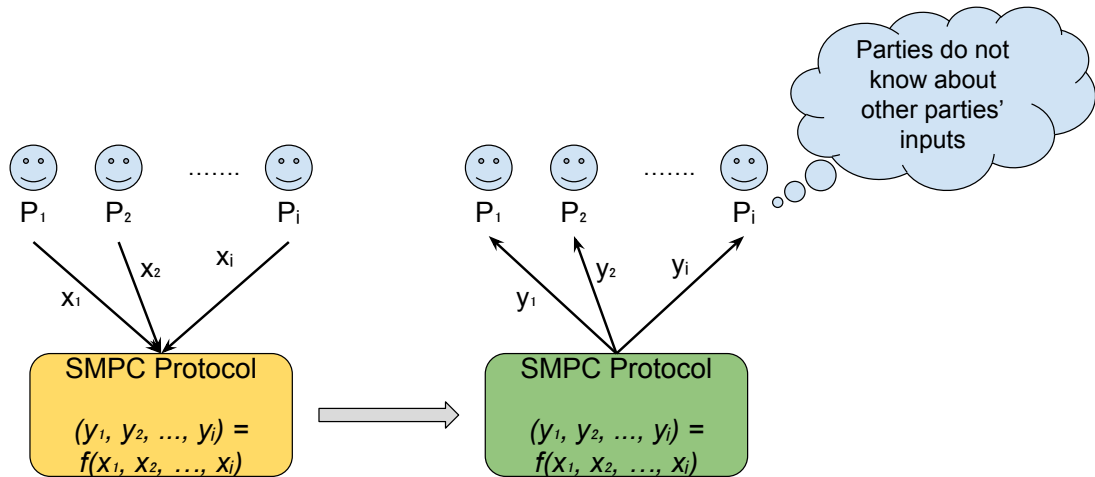 Parties do not
know about
other parties’
inputs
.......
P₁
P₂
Pᵢ
x₁
x₂
xᵢ
SMPC Protocol
(y₁, y₂, ..., yᵢ) =
f(x₁, x₂, …, xᵢ)
.......
P₁
P₂
Pᵢ
y₁
y₂
yᵢ
SMPC Protocol
(y₁, y₂, ..., yᵢ) =
f(x₁, x₂, …, xᵢ)